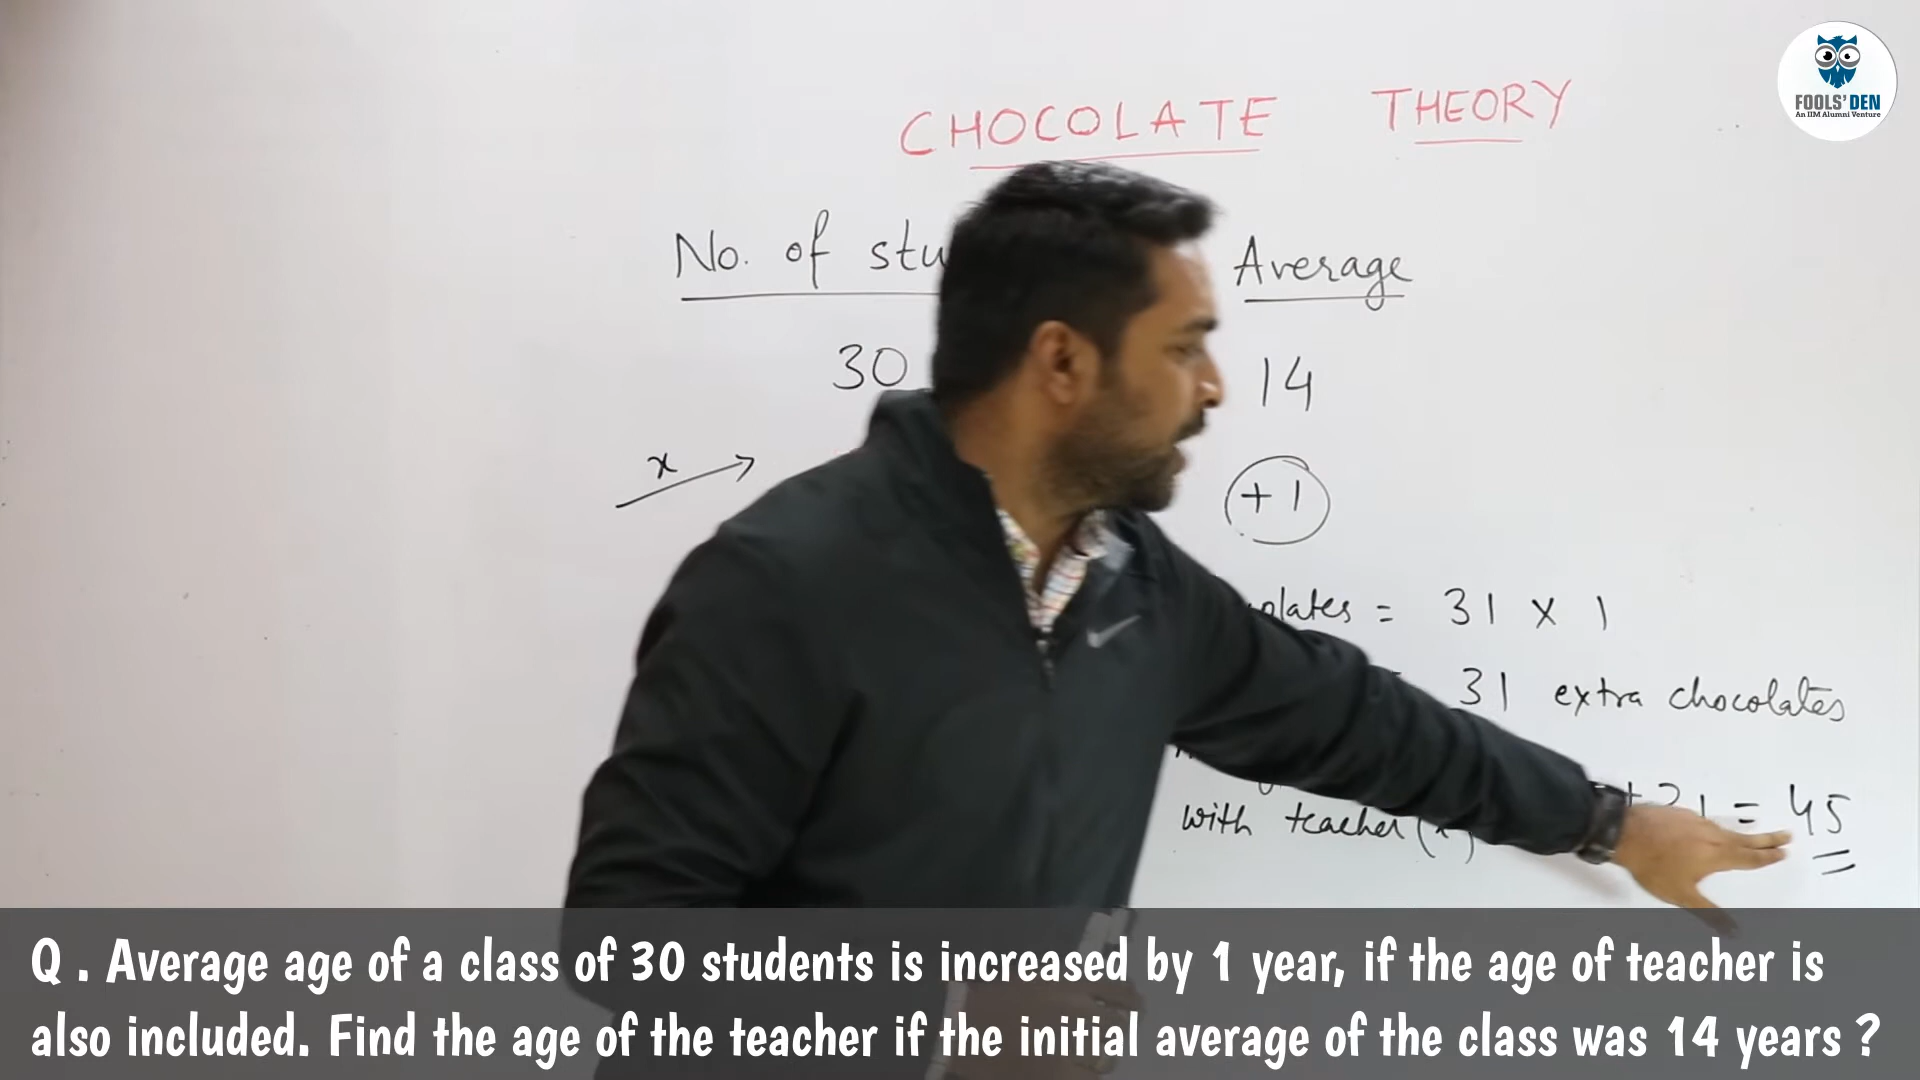 FOOLS' DEN
An IIM Alumni Venture
CHOCOLATE THEORY
No. of stu Average
30 14
x
+1
olates = 31 x 1
31 extra chocolates
= 45
with teacher (x)
Q . Average age of a class of 30 students is increased by 1 year, if the age of teacher is
also included. Find the age of the teacher if the initial average of the class was 14 years ?